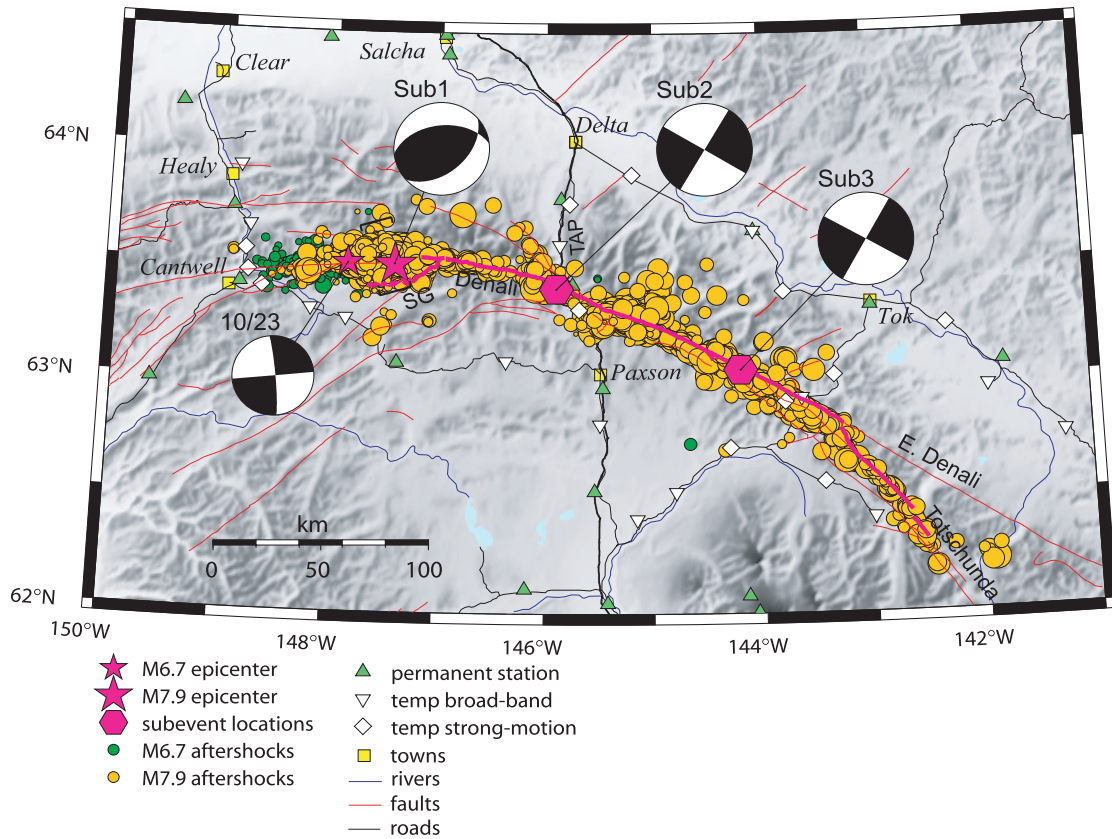 Salcha
Clear
Sub1
Sub2
64°N
Delta
Healy
Sub3
TAP
Cantwell
Denali
SG
10/23
Tok
63°N
Paxson
E. Denali
km
Totschunda
0
50
100
62°N
150°W
148°W
146°W
144°W
142°W
M6.7 epicenter
M7.9 epicenter
subevent locations
M6.7 aftershocks
M7.9 aftershocks
permanent station
temp broad-band
temp strong-motion
towns
rivers
faults
roads